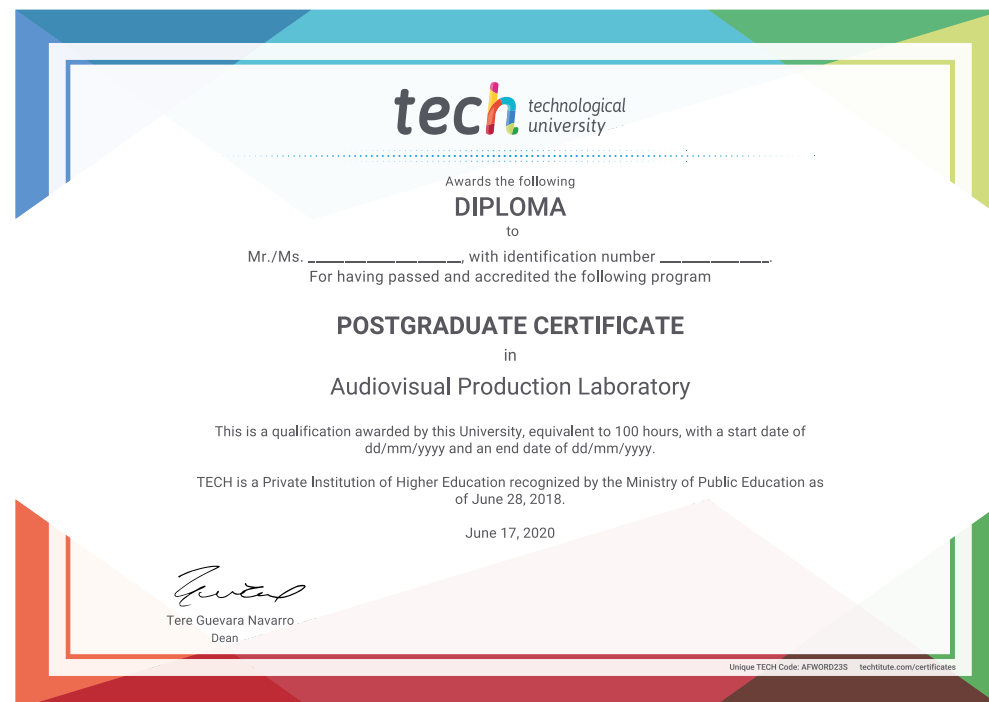 tech technological
university
Awards the following
DIPLOMA
to
Mr./Ms. ____________________, with identification number ______________.
For having passed and accredited the following program
POSTGRADUATE CERTIFICATE
in
Audiovisual Production Laboratory
This is a qualification awarded by this University, equivalent to 100 hours, with a start date of
dd/mm/yyyy and an end date of dd/mm/yyyy.
TECH is a Private Institution of Higher Education recognized by the Ministry of Public Education as
of June 28, 2018.
June 17, 2020
Tere Guevara Navarro
Dean
Unique TECH Code: AFWORD23S techtitute.com/certificates